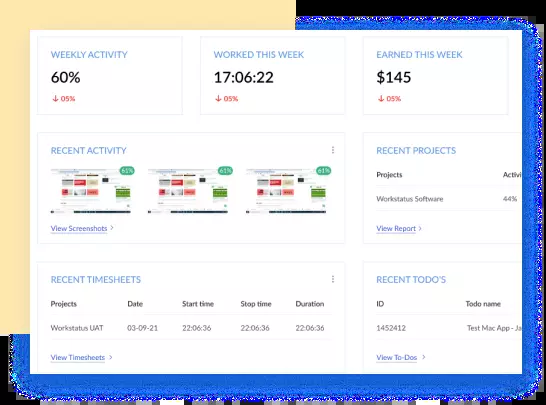 WEEKLY ACTIVITY
60%
05%
WORKED THIS WEEK
17:06:22
05%
EARNED THIS WEEK
$145
05%
RECENT ACTIVITY
61% 61% 61%
View Screenshots
RECENT PROJECTS
Projects Activi
Workstatus Software 44%
View Report
RECENT TIMESHEETS
Projects Date Start time Stop time Duration
Workstatus UAT 03-09-21 22:06:36 22:06:36 22:06:36
View Timesheets
RECENT TODO'S
ID Todo name
1452412 Test Mac App - Ja
View To-Dos